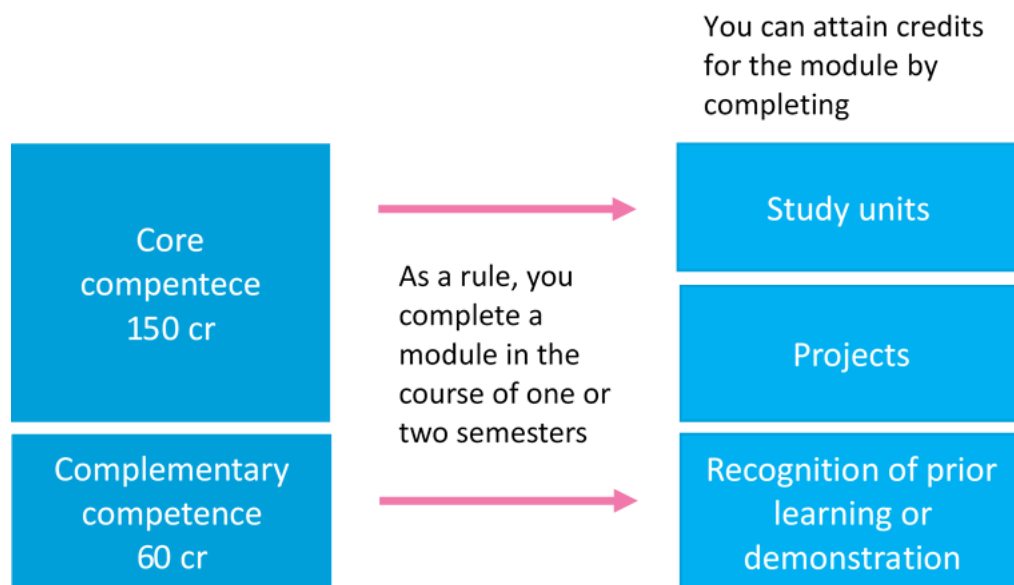 You can attain credits
for the module by
completing
Core
compentece
150 cr
Complementary
competence
60 cr
As a rule, you
complete a
module in the
course of one or
two semesters
Study units
Projects
Recognition of prior
learning or
demonstration